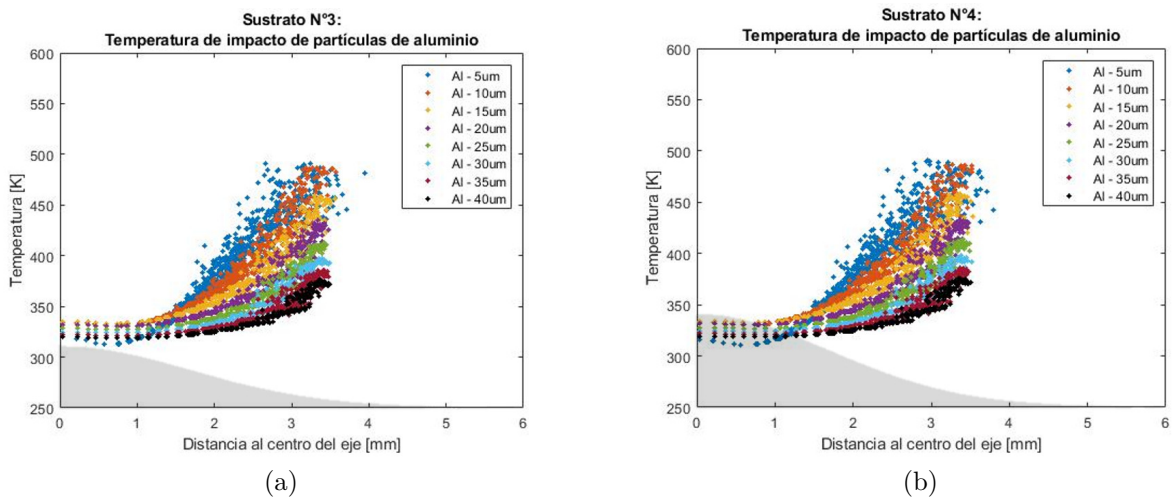 Sustrato N°3:
Temperatura de impacto de partículas de aluminio
600
550
500
450
400
350
300
250
Temperatura [K]
Al - 5um
Al - 10um
Al - 15um
Al - 20um
Al - 25um
Al - 30um
Al - 35um
Al - 40um
0 1 2 3 4 5 6
Distancia al centro del eje [mm]
(a)
Sustrato N°4:
Temperatura de impacto de partículas de aluminio
600
550
500
450
400
350
300
250
Temperatura [K]
Al - 5um
Al - 10um
Al - 15um
Al - 20um
Al - 25um
Al - 30um
Al - 35um
Al - 40um
0 1 2 3 4 5 6
Distancia al centro del eje [mm]
(b)